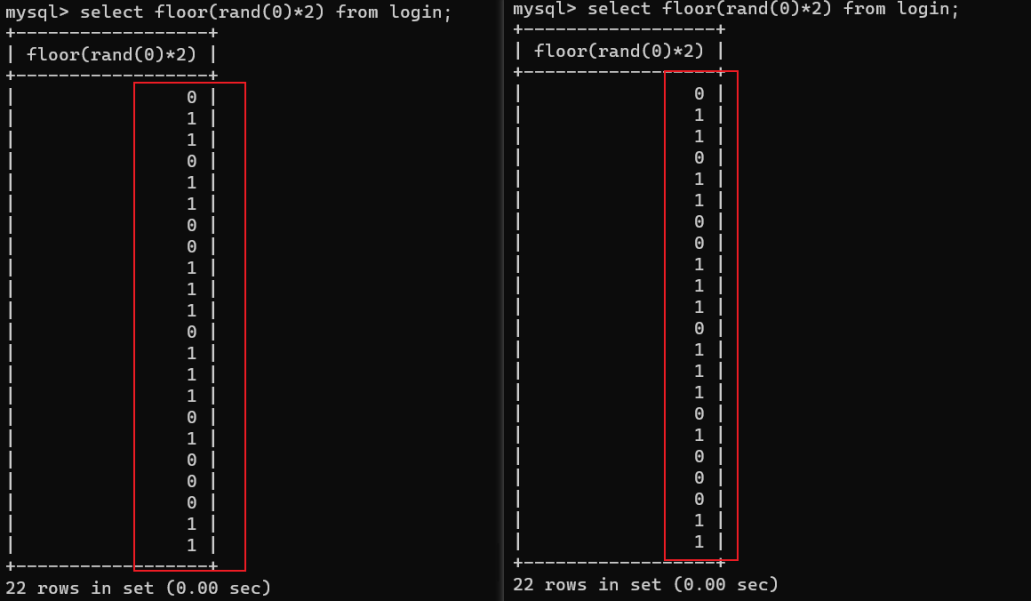 mysql> select floor(rand(0)*2) from login;
+------------------+
| floor(rand(0)*2) |
+------------------+
|                0 |
|                1 |
|                1 |
|                0 |
|                1 |
|                1 |
|                0 |
|                0 |
|                1 |
|                1 |
|                1 |
|                0 |
|                1 |
|                1 |
|                1 |
|                0 |
|                1 |
|                0 |
|                0 |
|                0 |
|                1 |
|                1 |
+------------------+
22 rows in set (0.00 sec)
mysql> select floor(rand(0)*2) from login;
+------------------+
| floor(rand(0)*2) |
+------------------+
|                0 |
|                1 |
|                1 |
|                0 |
|                1 |
|                1 |
|                0 |
|                0 |
|                1 |
|                1 |
|                1 |
|                0 |
|                1 |
|                1 |
|                1 |
|                0 |
|                1 |
|                0 |
|                0 |
|                0 |
|                1 |
|                1 |
+------------------+
22 rows in set (0.00 sec)